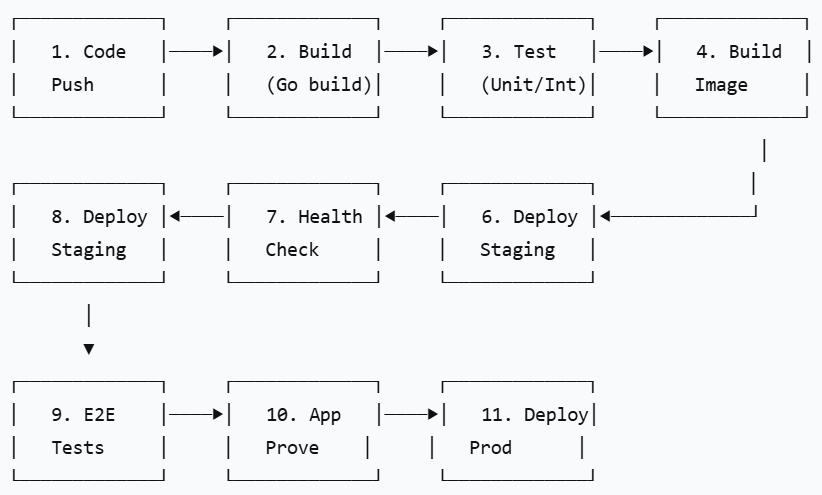 1. Code
Push
2. Build
(Go build)
3. Test
(Unit/Int)
4. Build
Image
8. Deploy
Staging
7. Health
Check
6. Deploy
Staging
9. E2E
Tests
10. App
Prove
11. Deploy
Prod